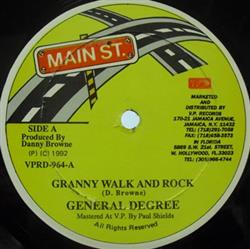 MAIN ST.
SIDE A
Produced By
Danny Browne
(P) (C) 1992
VPRD-964-A
MARKETED
AND
DISTRIBUTED BY
V.P. RECORDS
170-21 JAMAICA AVENUE,
JAMAICA, N.Y. 11432
TEL: (718)291-7058
FAX: (718)658-3573
IN FLORIDA
5889 S.W. 21st. STREET,
W. HOLLYWOOD, FL. 33023
TEL: (305)966-4744
GRANNY WALK AND ROCK
(D. Browne)
GENERAL DEGREE
Mastered At V.P. By Paul Shields
All Rights Reserved